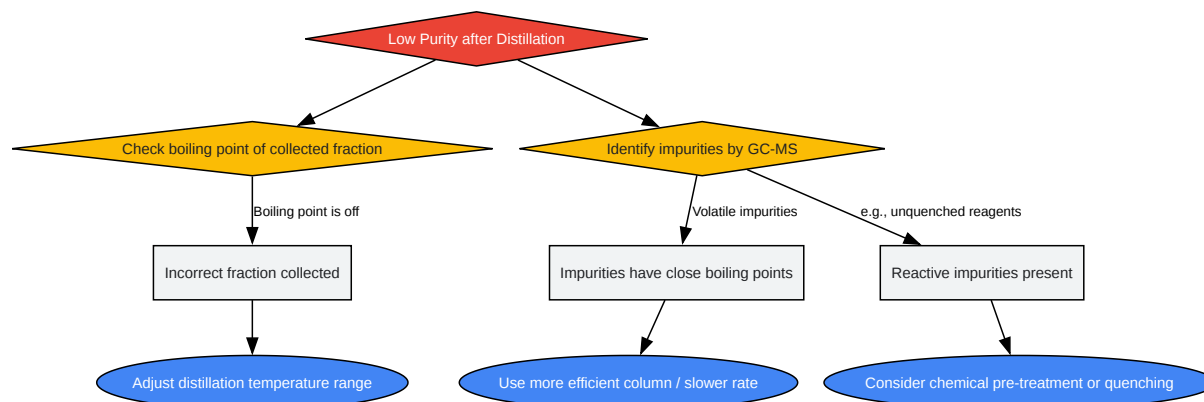 Low Purity after Distillation
Check boiling point of collected fraction
Identify impurities by GC-MS
Boiling point is off
Volatile impurities
e.g., unquenched reagents
Incorrect fraction collected
Impurities have close boiling points
Reactive impurities present
Adjust distillation temperature range
Use more efficient column / slower rate
Consider chemical pre-treatment or quenching